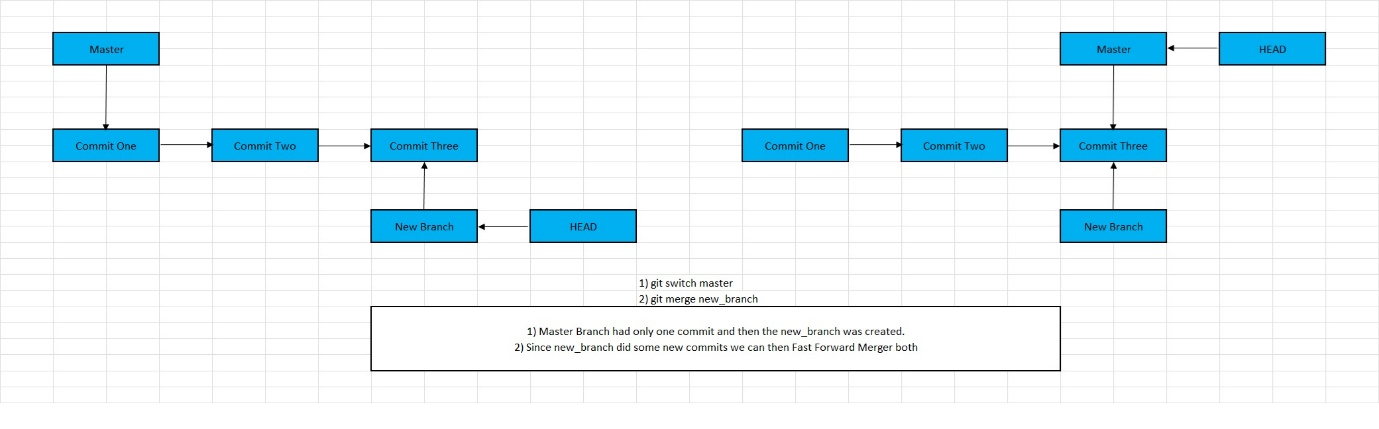 Master
Master
HEAD
Commit One
Commit Two
Commit Three
Commit One
Commit Two
Commit Three
New Branch
HEAD
New Branch
1) git switch master
2) git merge new_branch
1) Master Branch had only one commit and then the new_branch was created.
2) Since new_branch did some new commits we can then Fast Forward Merger both